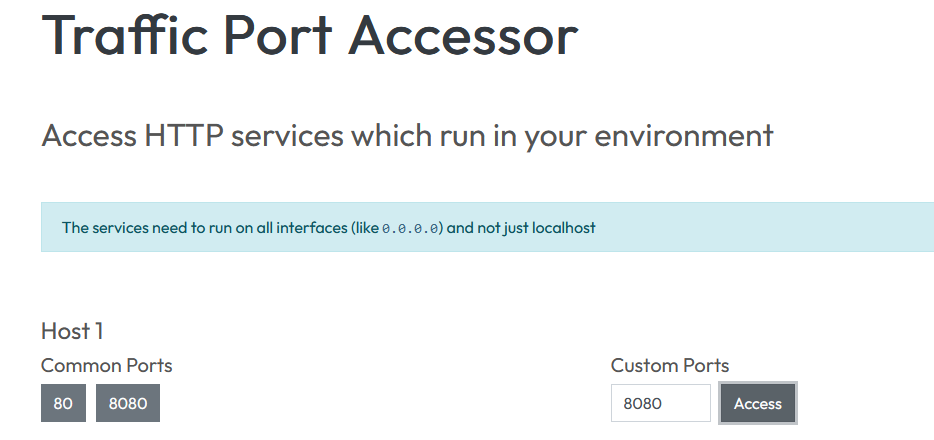 Traffic Port Accessor
Access HTTP services which run in your environment
The services need to run on all interfaces (like 0.0.0.0) and not just localhost
Host 1
Common Ports
80 8080
Custom Ports
8080 Access